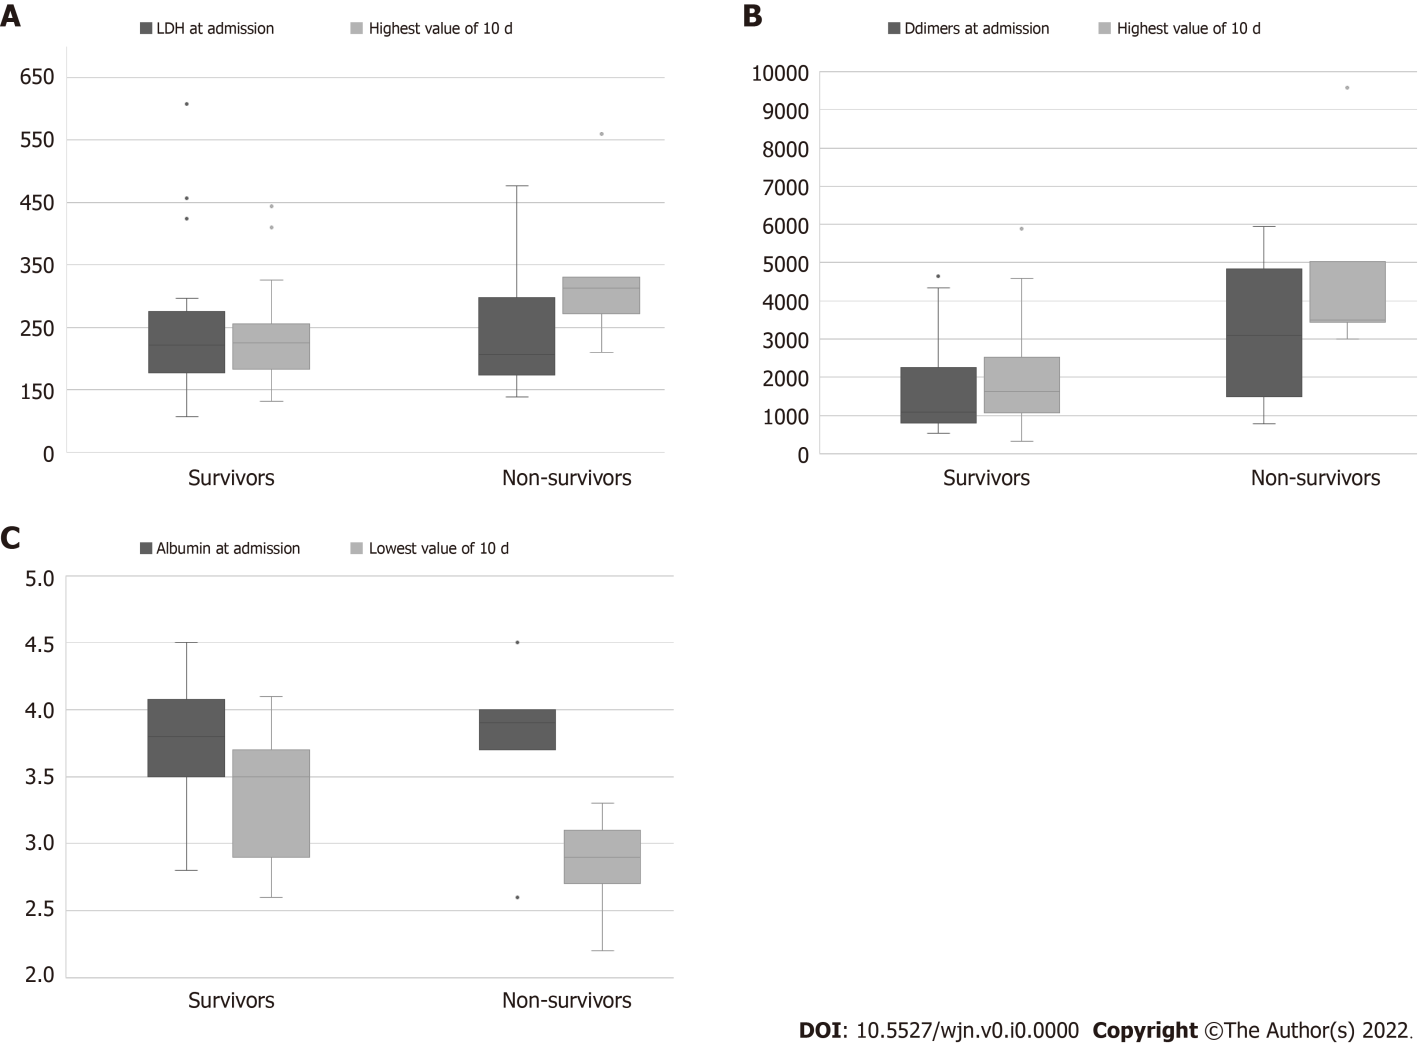 A
LDH at admission
Highest value of 10 d
650
550
450
350
250
150
0
Survivors
Non-survivors
B
Ddimers at admission
Highest value of 10 d
10000
9000
8000
7000
6000
5000
4000
3000
2000
1000
0
Survivors
Non-survivors
C
Albumin at admission
Lowest value of 10 d
5.0
4.5
4.0
3.5
3.0
2.5
2.0
Survivors
Non-survivors
DOI: 10.5527/wjn.v0.i0.0000 Copyright ©The Author(s) 2022.